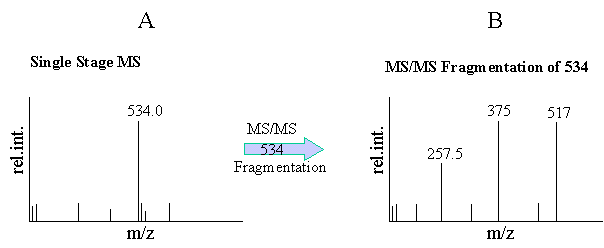 A
B
Single Stage MS
MS/MS Fragmentation of 534
534.0
375
517
257.5
rel.int.
MS/MS
534
Fragmentation
rel.int.
m/z
m/z